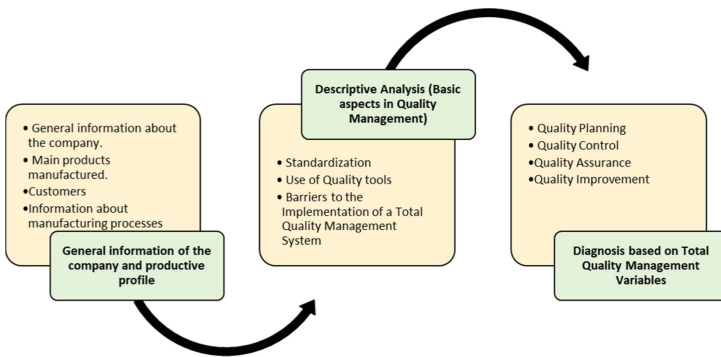 • General information about
the company.
• Main products
manufactured.
•Customers
•Information about
manufacturing processes
General information of the
company and productive
profile
Descriptive Analysis (Basic
aspects in Quality
Management)
• Standardization
• Use of Quality tools
• Barriers to the
Implementation of a Total
Quality Management
System
• Quality Planning
• Quality Control
•Quality Assurance
•Quality Improvement
Diagnosis based on Total
Quality Management
Variables